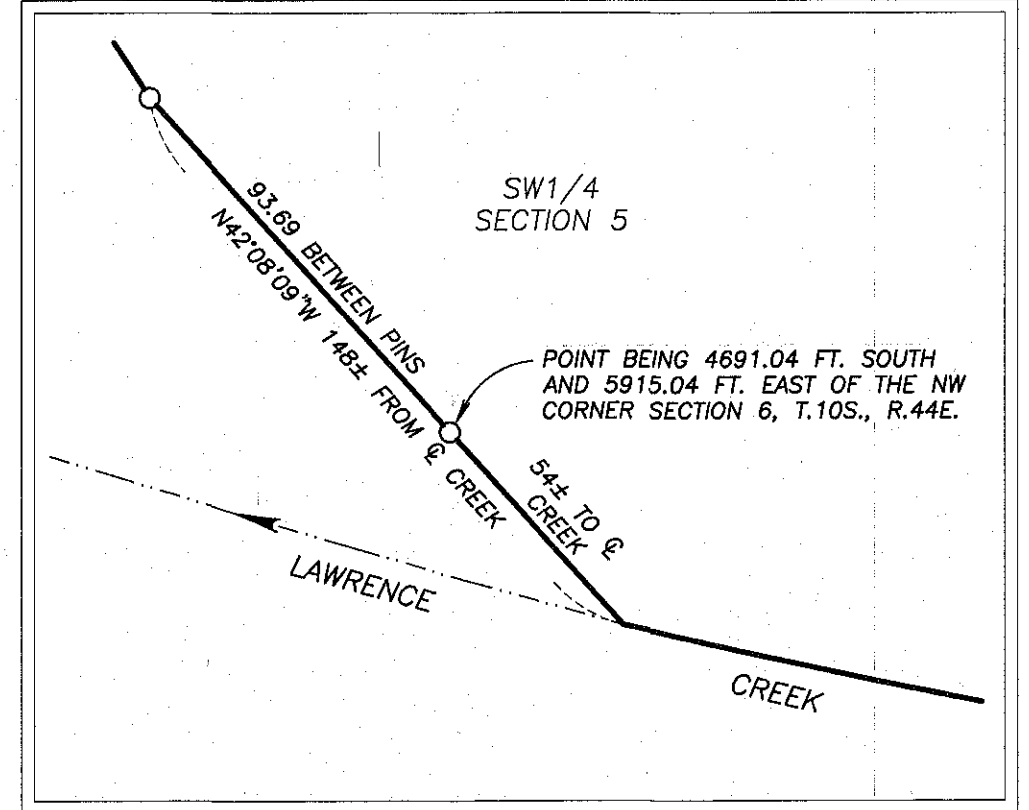 SW1/4
SECTION 5
93.69 BETWEEN PINS
N42°08'09"W 148± FROM ℄ CREEK
POINT BEING 4691.04 FT. SOUTH
AND 5915.04 FT. EAST OF THE NW
CORNER SECTION 6, T.10S., R.44E.
54± TO ℄
CREEK
LAWRENCE
CREEK